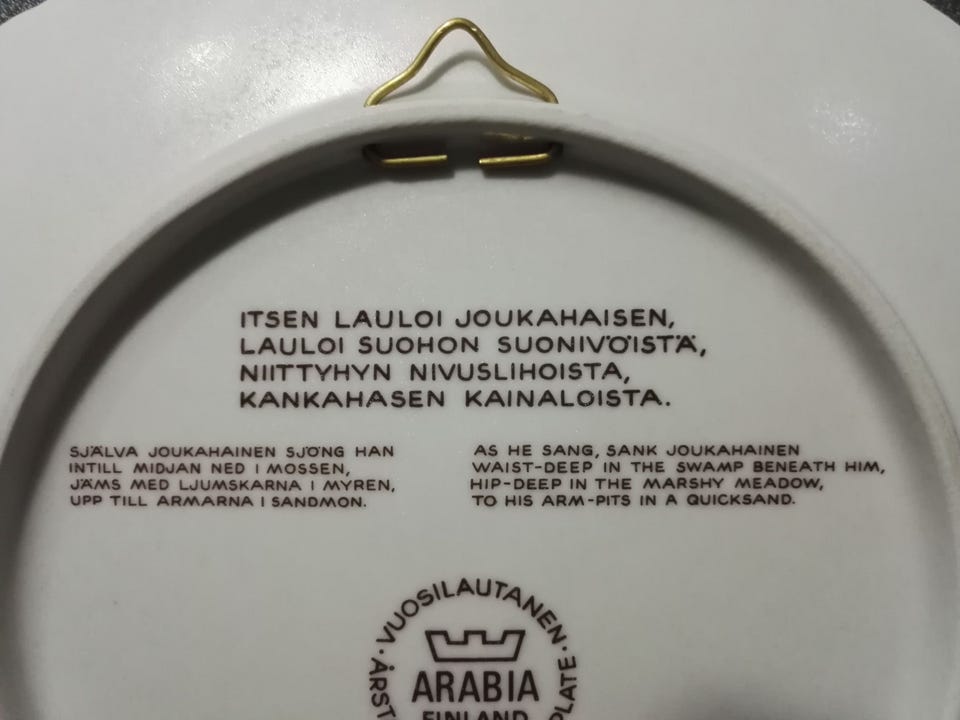 ITSEN LAULOI JOUKAHAISEN,
LAULOI SUOHON SUONIVÖISTÄ,
NIITTYHYN NIVUSLIHOISTA,
KANKAHASEN KAINALOISTA.
SJÄLVA JOUKAHAINEN SJÖNG HAN
INTILL MIDJAN NED I MOSSEN,
JÄMS MED LJUMSKARNA I MYREN,
UPP TILL ARMARNA I SANDMON.
AS HE SANG, SANK JOUKAHAINEN
WAIST-DEEP IN THE SWAMP BENEATH HIM,
HIP-DEEP IN THE MARSHY MEADOW,
TO HIS ARM-PITS IN A QUICKSAND.
· VUOSILAUTANEN ·
ÅRST
PLATE
ARABIA
FINLAND